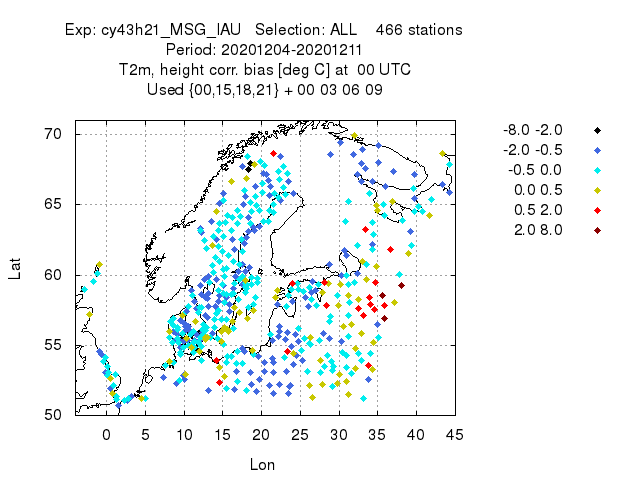 Exp: cy43h21_MSG_IAU Selection: ALL 466 stations
Period: 20201204-20201211
T2m, height corr. bias [deg C] at 00 UTC
Used {00,15,18,21} + 00 03 06 09
-8.0 -2.0
-2.0 -0.5
-0.5 0.0
0.0 0.5
0.5 2.0
2.0 8.0
70
65
60
55
50
Lat
0 5 10 15 20 25 30 35 40 45
Lon